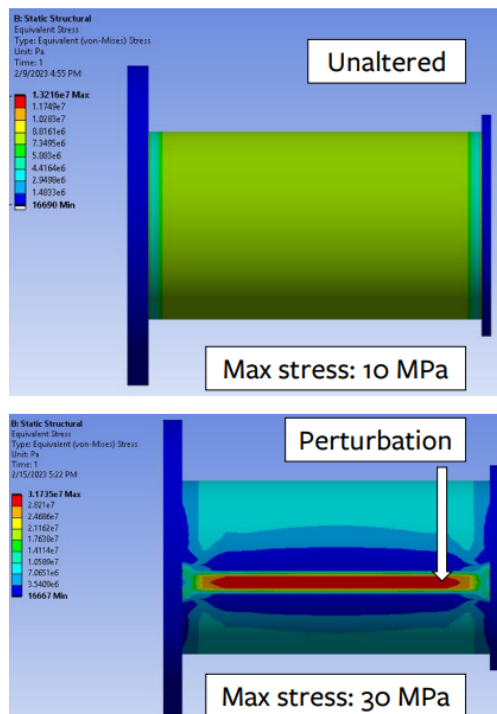 B: Static Structural
Equivalent Stress
Type: Equivalent (von-Mises) Stress
Unit: Pa
Time: 1
2/9/2023 4:55 PM
Unaltered
1.3216e7 Max
1.1749e7
1.0283e7
8.8161e6
7.3495e6
5.883e6
4.4164e6
2.9498e6
1.4833e6
16690 Min
Max stress: 10 MPa
B: Static Structural
Equivalent Stress
Type: Equivalent (von-Mises) Stress
Unit: Pa
Time: 1
2/15/2023 5:22 PM
Perturbation
3.1735e7 Max
2.821e7
2.4686e7
2.1162e7
1.7638e7
1.4114e7
1.0589e7
7.0651e6
3.5409e6
16667 Min
Max stress: 30 MPa